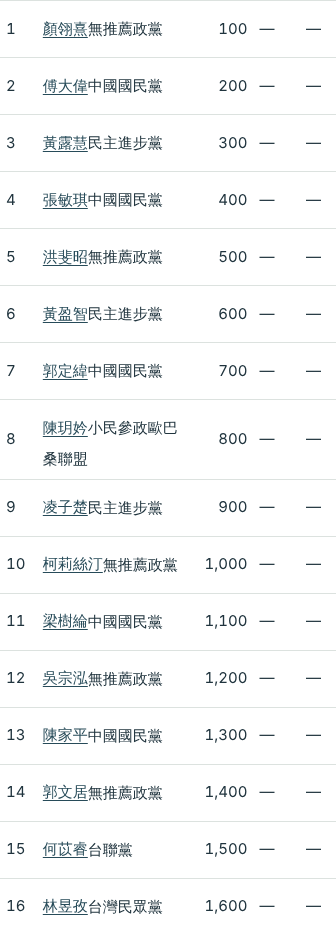 1 顏翎熹無推薦政黨 100 — —
2 傅大偉中國國民黨 200 — —
3 黃露慧民主進步黨 300 — —
4 張敏琪中國國民黨 400 — —
5 洪斐昭無推薦政黨 500 — —
6 黃盈智民主進步黨 600 — —
7 郭定緯中國國民黨 700 — —
8 陳玥妗小民參政歐巴 800 — —
桑聯盟
9 凌子楚民主進步黨 900 — —
10 柯莉絲汀無推薦政黨 1,000 — —
11 梁樹綸中國國民黨 1,100 — —
12 吳宗泓無推薦政黨 1,200 — —
13 陳家平中國國民黨 1,300 — —
14 郭文居無推薦政黨 1,400 — —
15 何苡睿台聯黨 1,500 — —
16 林昱孜台灣民眾黨 1,600 — —